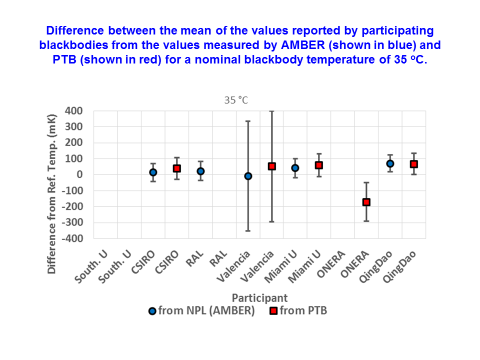 Difference between the mean of the values reported by participating
blackbodies from the values measured by AMBER (shown in blue) and
PTB (shown in red) for a nominal blackbody temperature of 35 ºC.
35 °C
Difference from Ref. Temp. (mK)
400
300
200
100
0
-100
-200
-300
-400
South. U
South. U
CSIRO
CSIRO
RAL
RAL
Valencia
Valencia
Miami U
Miami U
ONERA
ONERA
QingDao
QingDao
Participant
from NPL (AMBER)
from PTB